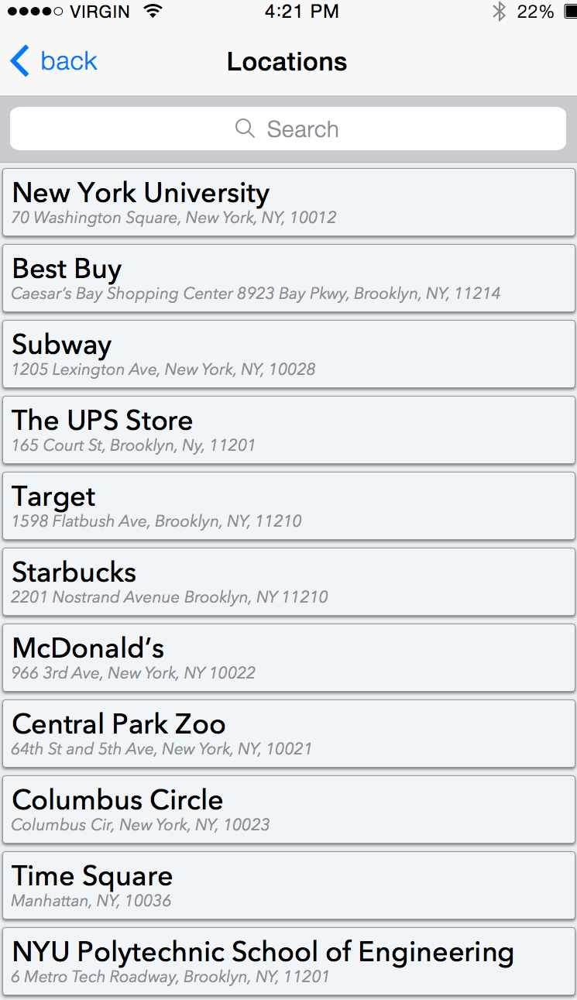 VIRGIN 4:21 PM 22%
back Locations
Search
New York University
70 Washington Square, New York, NY, 10012
Best Buy
Caesar's Bay Shopping Center 8923 Bay Pkwy, Brooklyn, NY, 11214
Subway
1205 Lexington Ave, New York, NY, 10028
The UPS Store
165 Court St, Brooklyn, Ny, 11201
Target
1598 Flatbush Ave, Brooklyn, NY, 11210
Starbucks
2201 Nostrand Avenue Brooklyn, NY 11210
McDonald's
966 3rd Ave, New York, NY 10022
Central Park Zoo
64th St and 5th Ave, New York, NY, 10021
Columbus Circle
Columbus Cir, New York, NY, 10023
Time Square
Manhattan, NY, 10036
NYU Polytechnic School of Engineering
6 Metro Tech Roadway, Brooklyn, NY, 11201